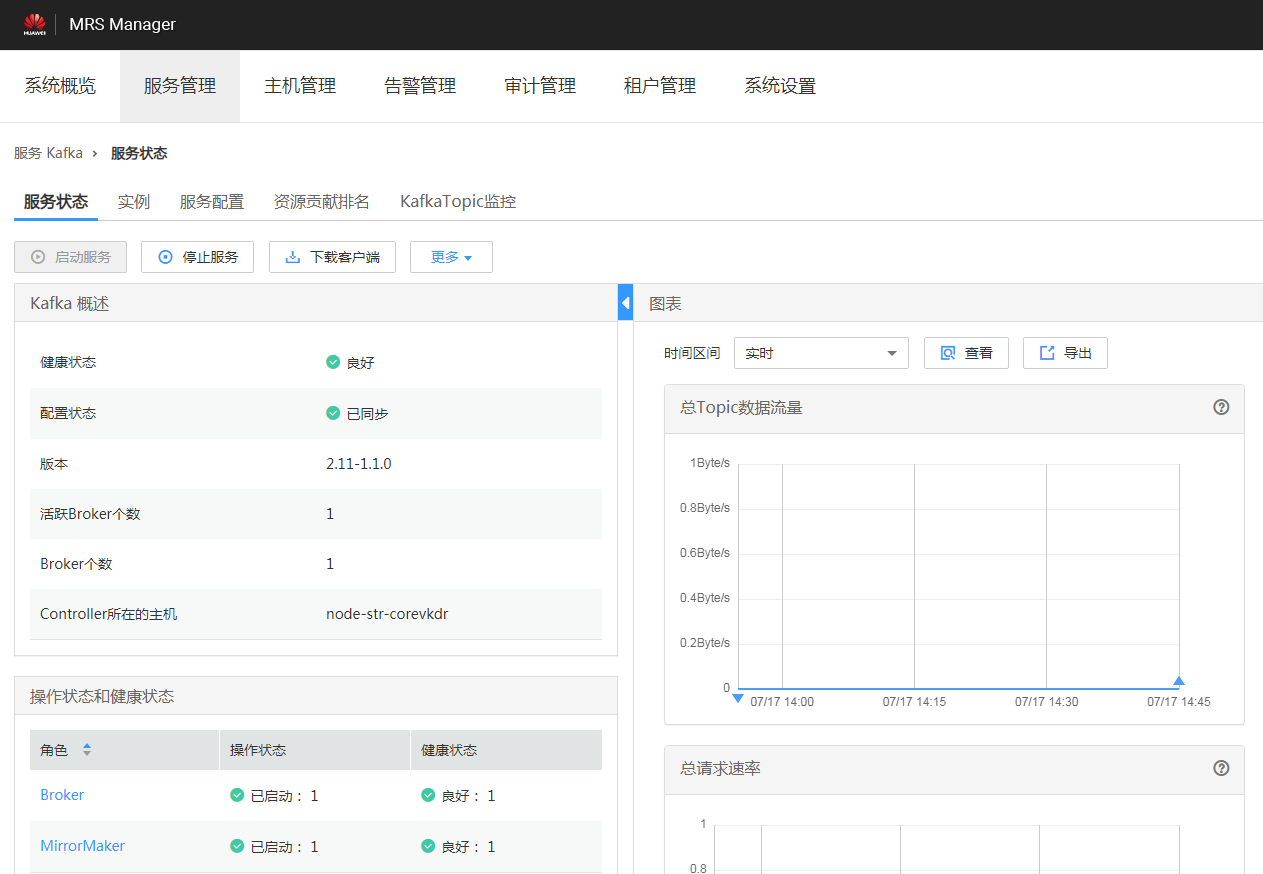 HUAWEI MRS Manager
系统概览 服务管理 主机管理 告警管理 审计管理 租户管理 系统设置
服务 Kafka › 服务状态
服务状态 实例 服务配置 资源贡献排名 KafkaTopic监控
启动服务 停止服务 下载客户端 更多
Kafka 概述
健康状态 良好
配置状态 已同步
版本 2.11-1.1.0
活跃Broker个数 1
Broker个数 1
Controller所在的主机 node-str-corevkdr
操作状态和健康状态
角色 操作状态 健康状态
Broker 已启动： 1 良好： 1
MirrorMaker 已启动： 1 良好： 1
图表
时间区间 实时 查看 导出
总Topic数据流量 ?
1Byte/s
0.8Byte/s
0.6Byte/s
0.4Byte/s
0.2Byte/s
0
07/17 14:00 07/17 14:15 07/17 14:30 07/17 14:45
总请求速率 ?
1
0.8